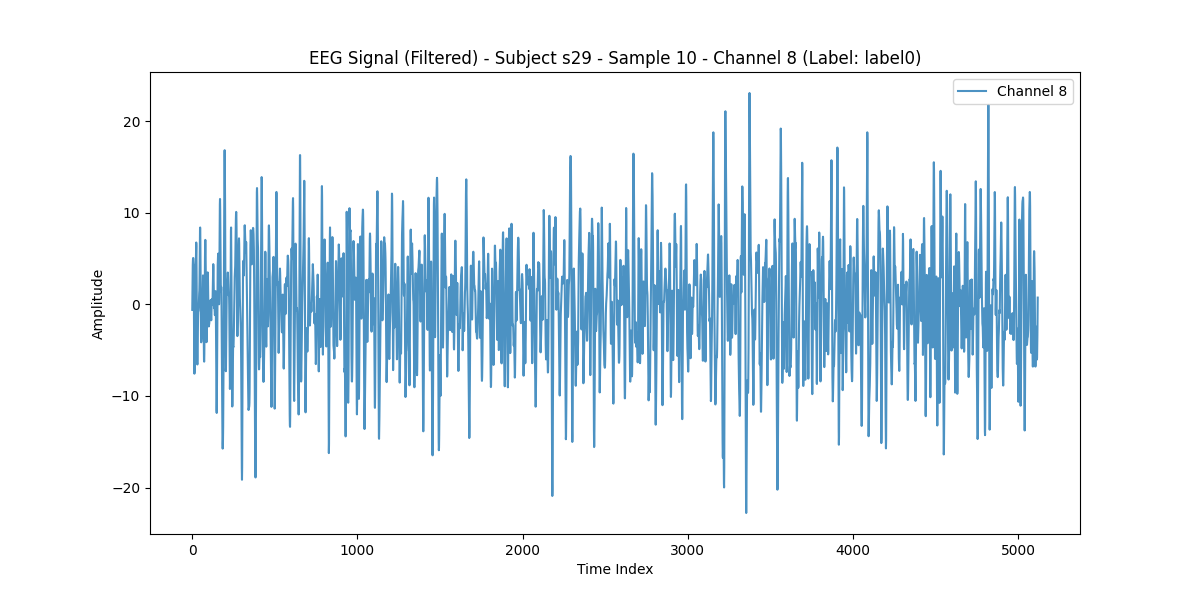 EEG Signal (Filtered) - Subject s29 - Sample 10 - Channel 8 (Label: label0)
Channel 8
20
10
0
−10
−20
Amplitude
0 1000 2000 3000 4000 5000
Time Index